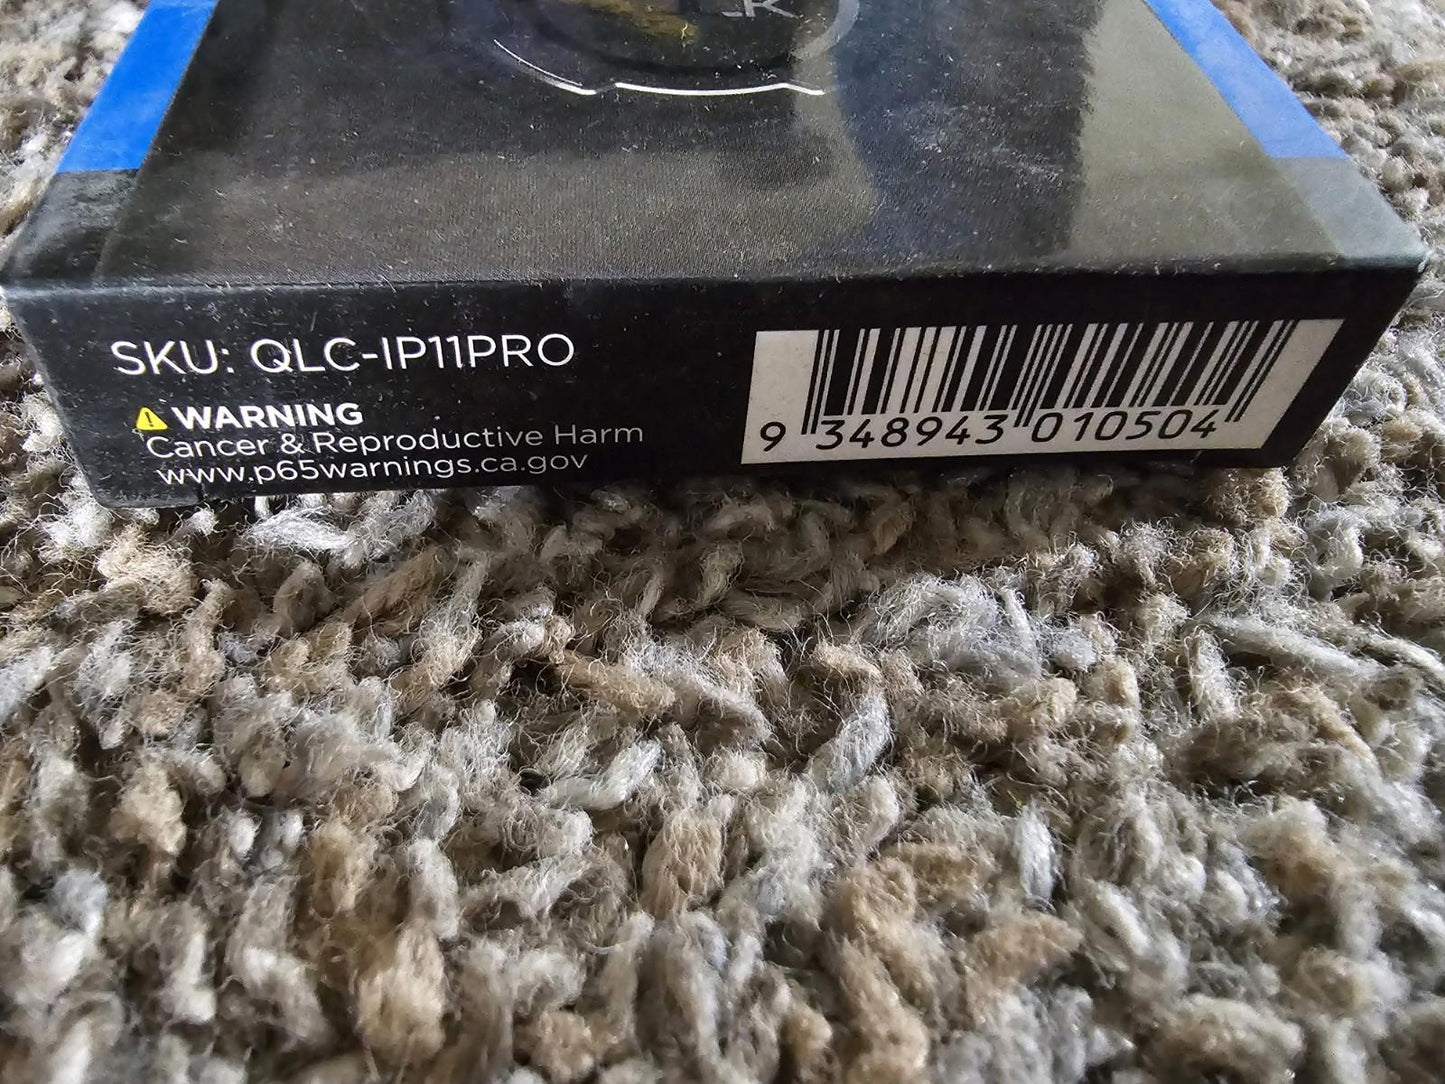 SKU: QLC-IP11PRO
⚠ WARNING
Cancer & Reproductive Harm
www.p65warnings.ca.gov
9 348943 010504